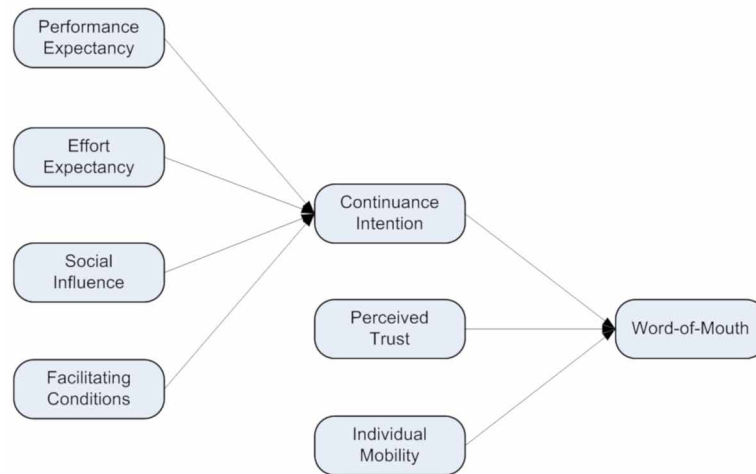 Performance
Expectancy
Effort
Expectancy
Social
Influence
Facilitating
Conditions
Continuance
Intention
Perceived
Trust
Individual
Mobility
Word-of-Mouth